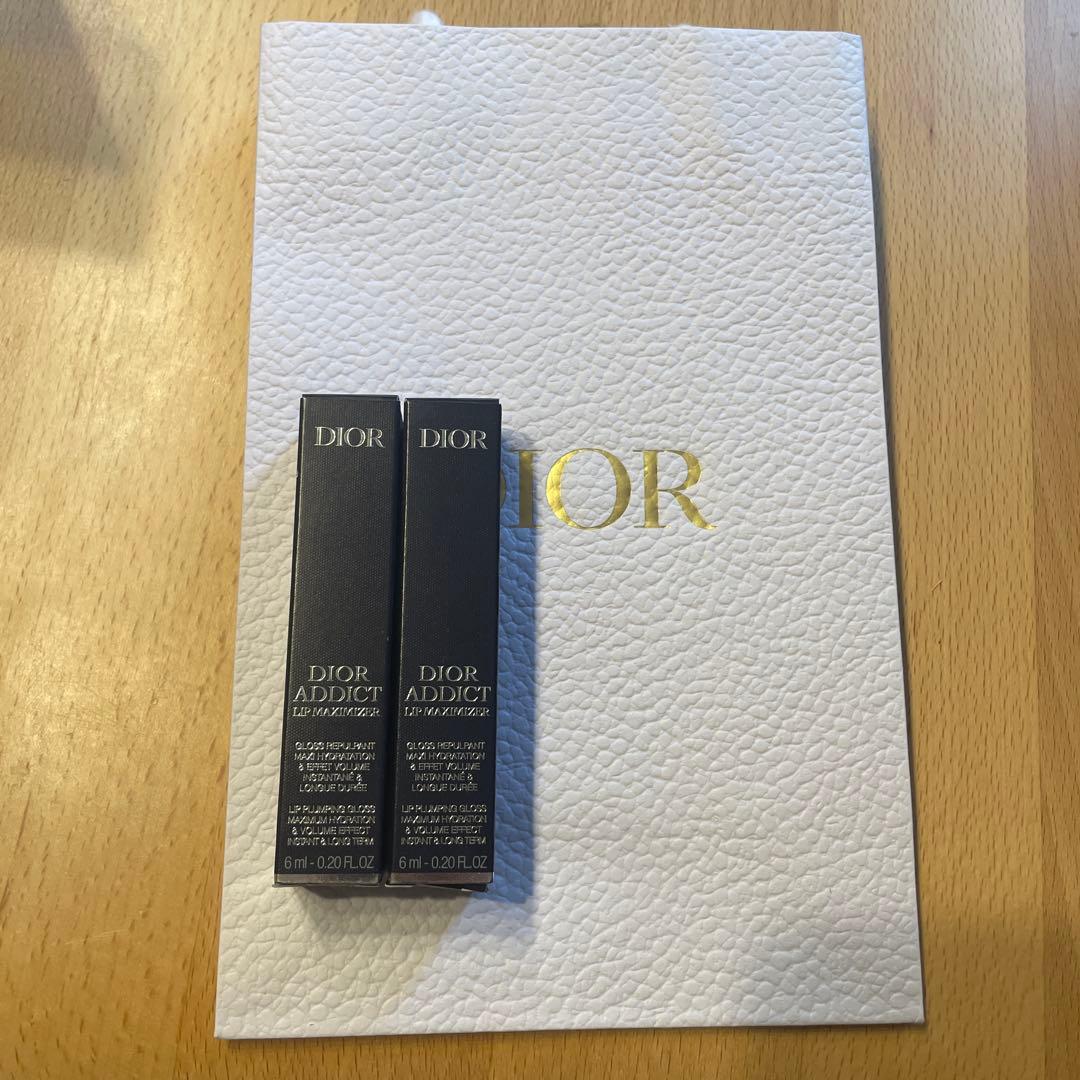 DIOR
DIOR
ADDICT
LIP MAXIMIZER
GLOSS REPULPANT
MAXI HYDRATATION
& EFFET VOLUME
INSTANTANÉ &
LONGUE DURÉE
LIP PLUMPING GLOSS
MAXIMUM HYDRATION
& VOLUME EFFECT
INSTANT & LONG TERM
6 ml - 0.20 FL.OZ
DIOR
DIOR
ADDICT
LIP MAXIMIZER
GLOSS REPULPANT
MAXI HYDRATATION
& EFFET VOLUME
INSTANTANÉ &
LONGUE DURÉE
LIP PLUMPING GLOSS
MAXIMUM HYDRATION
& VOLUME EFFECT
INSTANT & LONG TERM
6 ml - 0.20 FL.OZ
DIOR